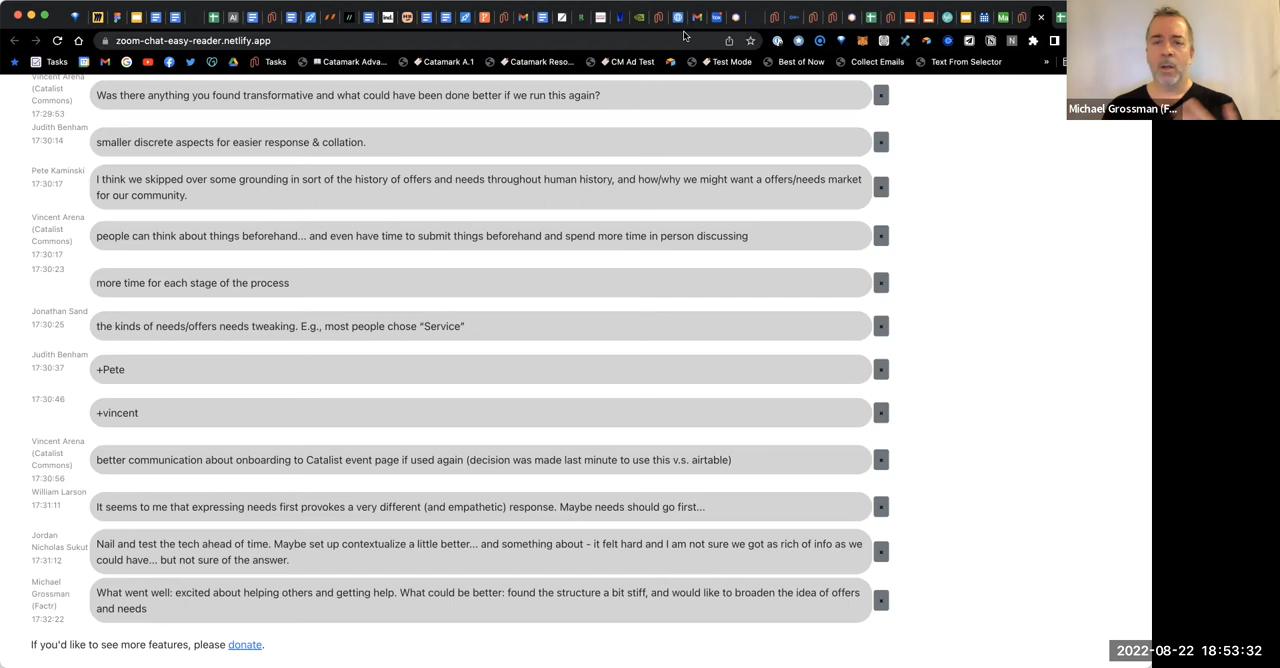 zoom-chat-easy-reader.netlify.app
Tasks
Tasks
Catamark Adva...
Catamark A.1
Catamark Reso...
CM Ad Test
Test Mode
Best of Now
Collect Emails
Text From Selector
»
Michael Grossman (F...
Vincent Arena
(Catalist
Commons)
17:29:53
Was there anything you found transformative and what could have been done better if we run this again?
Judith Benham
17:30:14
smaller discrete aspects for easier response & collation.
Pete Kaminski
17:30:17
I think we skipped over some grounding in sort of the history of offers and needs throughout human history, and how/why we might want a offers/needs market
for our community.
Vincent Arena
(Catalist
Commons)
17:30:17
people can think about things beforehand... and even have time to submit things beforehand and spend more time in person discussing
17:30:23
more time for each stage of the process
Jonathan Sand
17:30:25
the kinds of needs/offers needs tweaking. E.g., most people chose “Service”
Judith Benham
17:30:37
+Pete
17:30:46
+vincent
Vincent Arena
(Catalist
Commons)
17:30:56
better communication about onboarding to Catalist event page if used again (decision was made last minute to use this v.s. airtable)
William Larson
17:31:11
It seems to me that expressing needs first provokes a very different (and empathetic) response. Maybe needs should go first...
Jordan
Nicholas Sukut
17:31:12
Nail and test the tech ahead of time. Maybe set up contextualize a little better... and something about - it felt hard and I am not sure we got as rich of info as we
could have... but not sure of the answer.
Michael
Grossman
(Factr)
17:32:22
What went well: excited about helping others and getting help. What could be better: found the structure a bit stiff, and would like to broaden the idea of offers
and needs
If you'd like to see more features, please donate.
2022-08-22 18:53:32